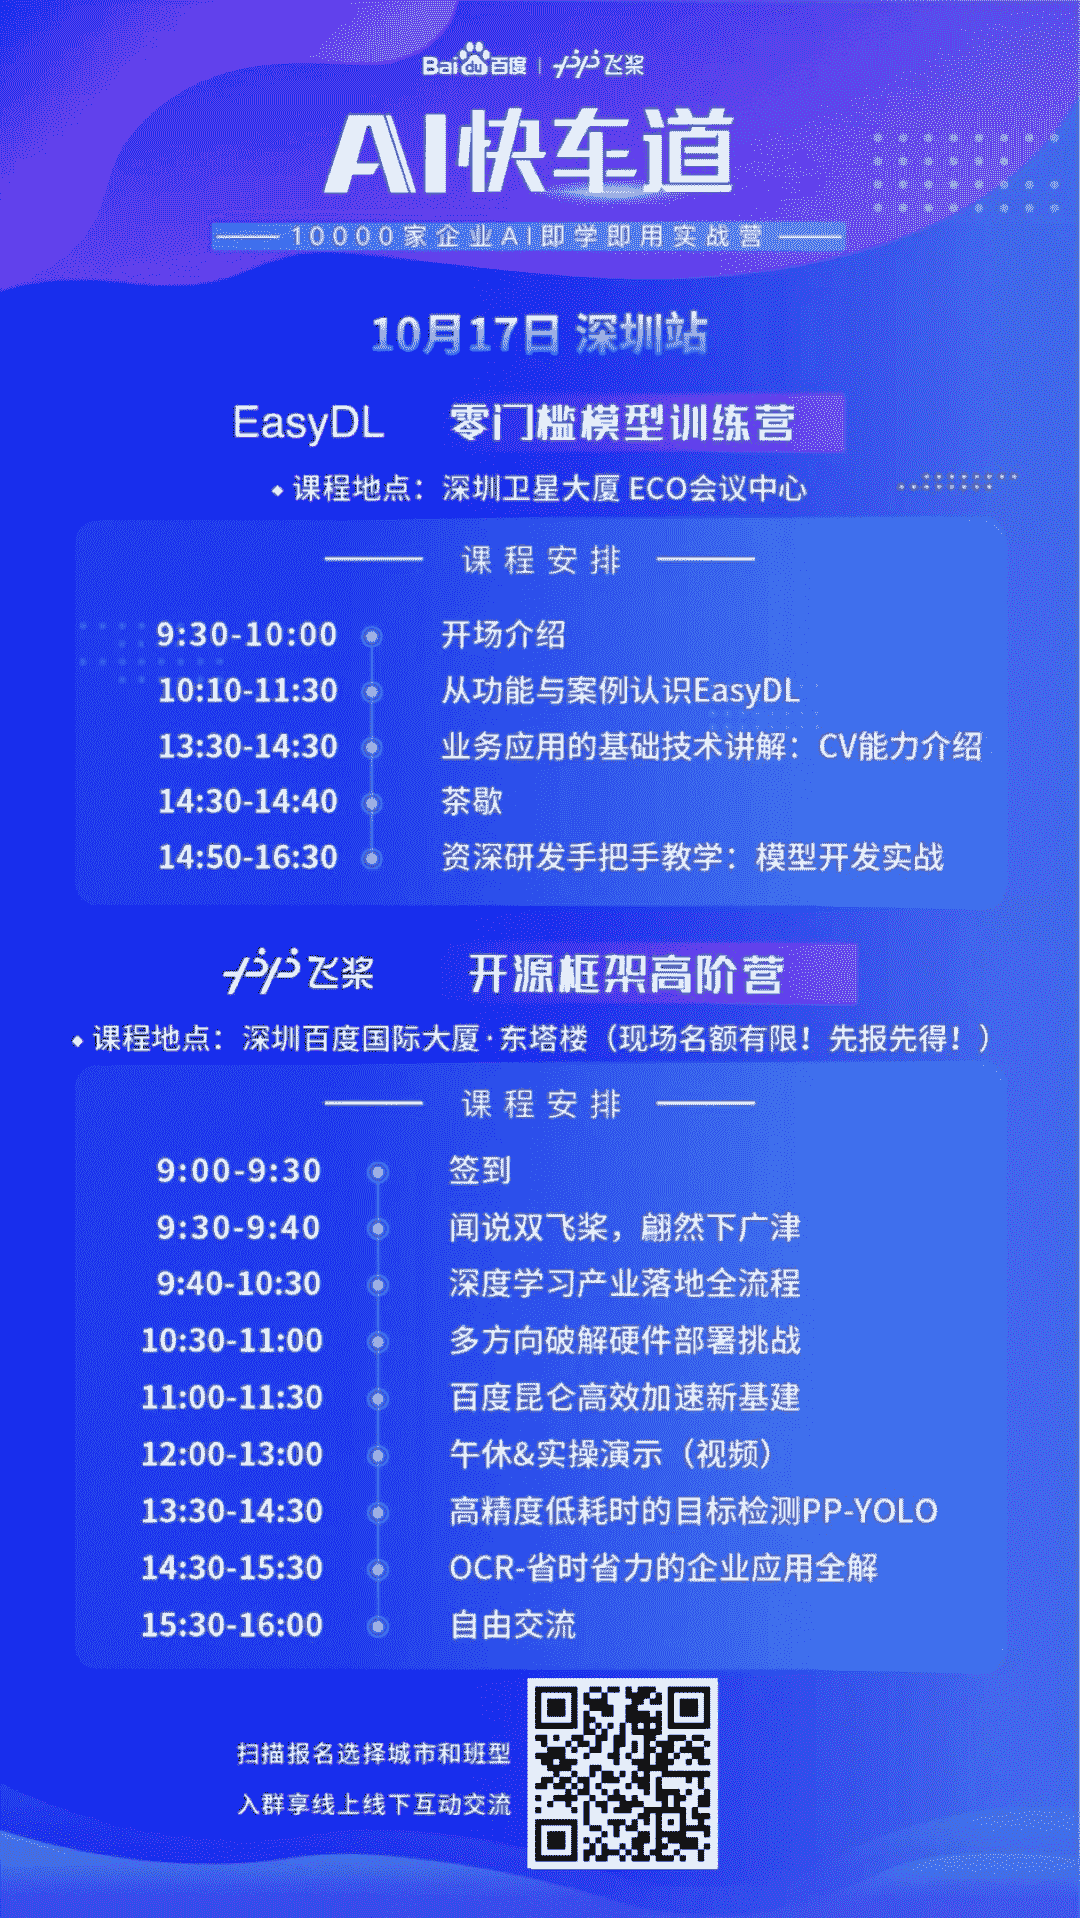 Bai du 百度 | 飞桨
AI快车道
10000家企业AI即学即用实战营
10月17日 深圳站
EasyDL 零门槛模型训练营
课程地点：深圳卫星大厦 ECO会议中心
课程安排
9:30-10:00 开场介绍
10:10-11:30 从功能与案例认识EasyDL
13:30-14:30 业务应用的基础技术讲解：CV能力介绍
14:30-14:40 茶歇
14:50-16:30 资深研发手把手教学：模型开发实战
飞桨 开源框架高阶营
课程地点：深圳百度国际大厦·东塔楼（现场名额有限！先报先得！）
课程安排
9:00-9:30 签到
9:30-9:40 闻说双飞桨，翩然下广津
9:40-10:30 深度学习产业落地全流程
10:30-11:00 多方向破解硬件部署挑战
11:00-11:30 百度昆仑高效加速新基建
12:00-13:00 午休&实操演示（视频）
13:30-14:30 高精度低耗时的目标检测PP-YOLO
14:30-15:30 OCR-省时省力的企业应用全解
15:30-16:00 自由交流
扫描报名选择城市和班型
入群享线上线下互动交流